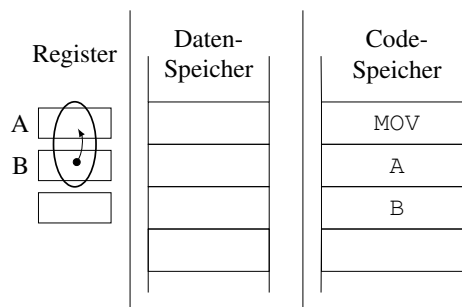 Register
A
B
Daten-
Speicher
Code-
Speicher
MOV
A
B